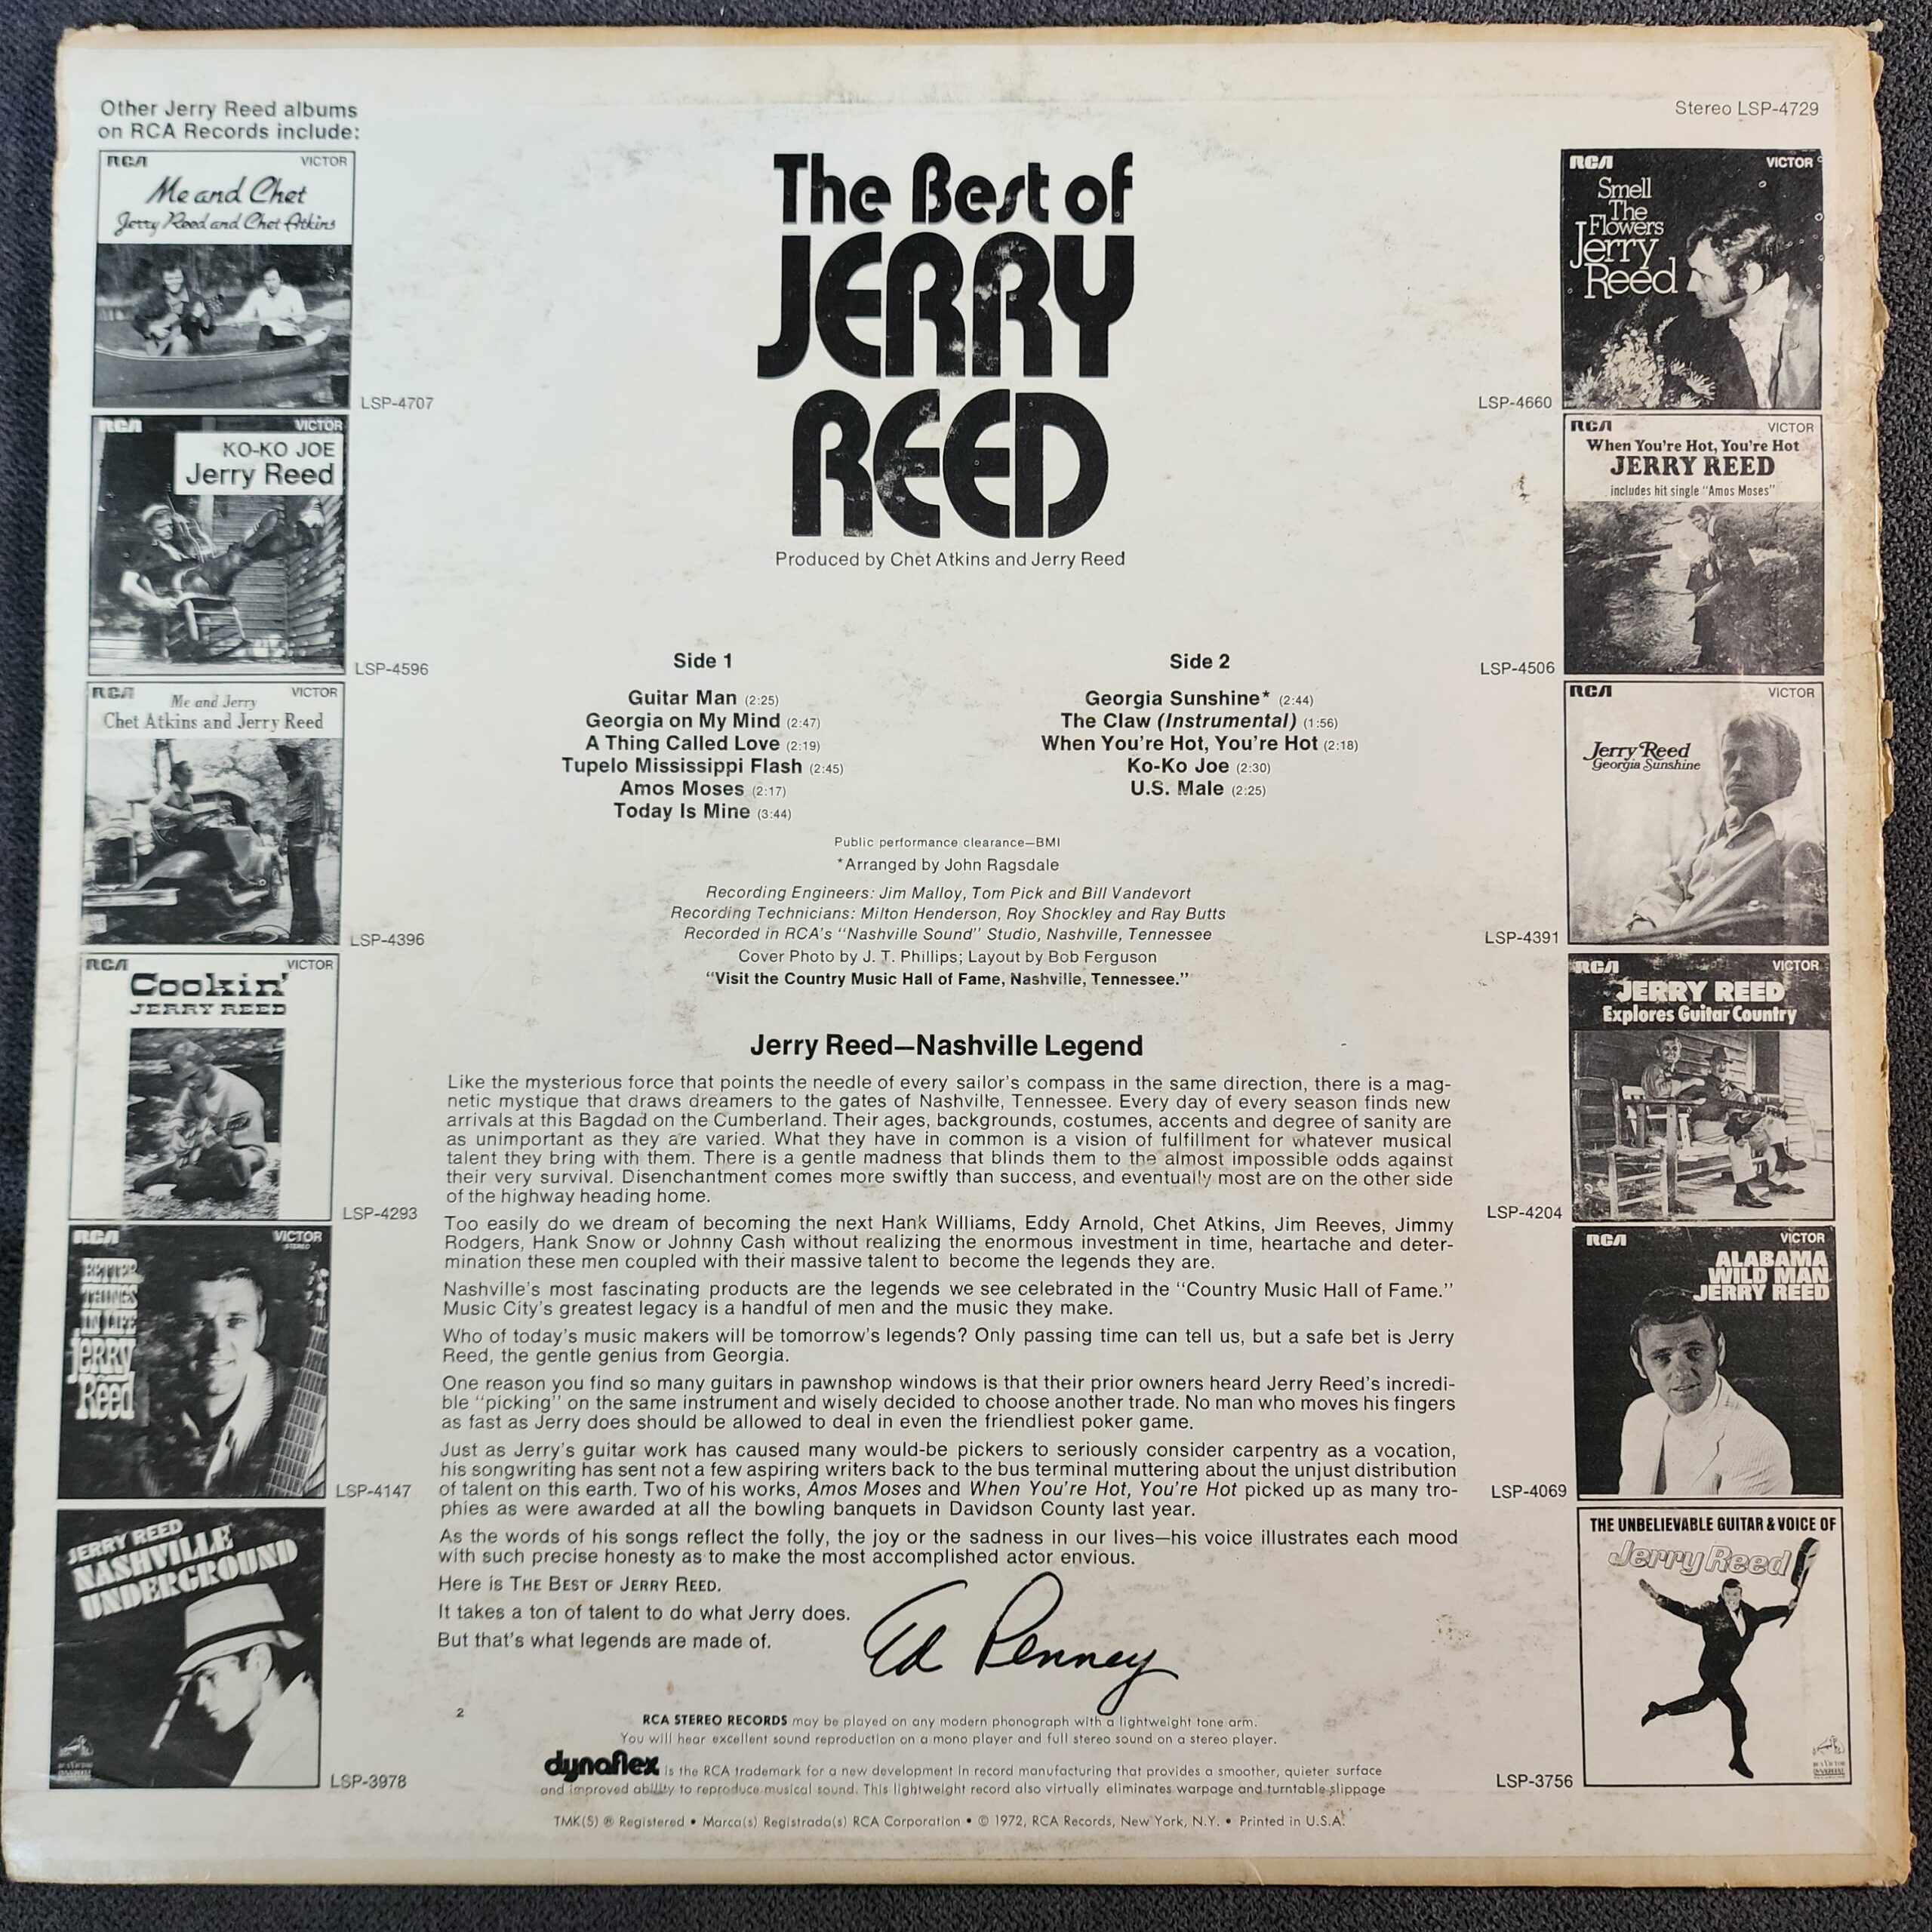 Other Jerry Reed albums
on RCA Records include:
Stereo LSP-4729
RCA VICTOR
Me and Chet
Jerry Reed and Chet Atkins
LSP-4707
RCA VICTOR
KO-KO JOE
Jerry Reed
LSP-4596
RCA VICTOR
Me and Jerry
Chet Atkins and Jerry Reed
LSP-4396
RCA VICTOR
Cookin'
JERRY REED
LSP-4293
RCA VICTOR
STEREO
BETTER
THINGS
IN LIFE
Jerry
Reed
LSP-4147
JERRY REED
NASHVILLE
UNDERGROUND
LSP-3978
The Best of
JERRY
REED
Produced by Chet Atkins and Jerry Reed
Side 1
Guitar Man (2:25)
Georgia on My Mind (2:47)
A Thing Called Love (2:19)
Tupelo Mississippi Flash (2:45)
Amos Moses (2:17)
Today Is Mine (3:44)
Side 2
Georgia Sunshine* (2:44)
The Claw (Instrumental) (1:56)
When You're Hot, You're Hot (2:18)
Ko-Ko Joe (2:30)
U.S. Male (2:25)
Public performance clearance—BMI
*Arranged by John Ragsdale
Recording Engineers: Jim Malloy, Tom Pick and Bill Vandevort
Recording Technicians: Milton Henderson, Roy Shockley and Ray Butts
Recorded in RCA's "Nashville Sound" Studio, Nashville, Tennessee
Cover Photo by J. T. Phillips; Layout by Bob Ferguson
"Visit the Country Music Hall of Fame, Nashville, Tennessee."
Jerry Reed—Nashville Legend
Like the mysterious force that points the needle of every sailor's compass in the same direction, there is a mag-
netic mystique that draws dreamers to the gates of Nashville, Tennessee. Every day of every season finds new
arrivals at this Bagdad on the Cumberland. Their ages, backgrounds, costumes, accents and degree of sanity are
as unimportant as they are varied. What they have in common is a vision of fulfillment for whatever musical
talent they bring with them. There is a gentle madness that blinds them to the almost impossible odds against
their very survival. Disenchantment comes more swiftly than success, and eventually most are on the other side
of the highway heading home.
Too easily do we dream of becoming the next Hank Williams, Eddy Arnold, Chet Atkins, Jim Reeves, Jimmy
Rodgers, Hank Snow or Johnny Cash without realizing the enormous investment in time, heartache and deter-
mination these men coupled with their massive talent to become the legends they are.
Nashville's most fascinating products are the legends we see celebrated in the "Country Music Hall of Fame."
Music City's greatest legacy is a handful of men and the music they make.
Who of today's music makers will be tomorrow's legends? Only passing time can tell us, but a safe bet is Jerry
Reed, the gentle genius from Georgia.
One reason you find so many guitars in pawnshop windows is that their prior owners heard Jerry Reed's incredi-
ble "picking" on the same instrument and wisely decided to choose another trade. No man who moves his fingers
as fast as Jerry does should be allowed to deal in even the friendliest poker game.
Just as Jerry's guitar work has caused many would-be pickers to seriously consider carpentry as a vocation,
his songwriting has sent not a few aspiring writers back to the bus terminal muttering about the unjust distribution
of talent on this earth. Two of his works, Amos Moses and When You're Hot, You're Hot picked up as many tro-
phies as were awarded at all the bowling banquets in Davidson County last year.
As the words of his songs reflect the folly, the joy or the sadness in our lives—his voice illustrates each mood
with such precise honesty as to make the most accomplished actor envious.
Here is THE BEST OF JERRY REED.
It takes a ton of talent to do what Jerry does.
But that's what legends are made of.
Ed Penney
2
RCA STEREO RECORDS may be played on any modern phonograph with a lightweight tone arm.
You will hear excellent sound reproduction on a mono player and full stereo sound on a stereo player.
dynaflex is the RCA trademark for a new development in record manufacturing that provides a smoother, quieter surface
and improved ability to reproduce musical sound. This lightweight record also virtually eliminates warpage and turntable slippage
TMK(S) ® Registered • Marca(s) Registrada(s) RCA Corporation • © 1972, RCA Records, New York, N.Y. • Printed in U.S.A.
RCA VICTOR
Smell
The
Flowers
Jerry
Reed
LSP-4660
RCA VICTOR
When You're Hot, You're Hot
JERRY REED
includes hit single "Amos Moses"
LSP-4506
RCA VICTOR
Jerry Reed
Georgia Sunshine
LSP-4391
RCA VICTOR
JERRY REED
Explores Guitar Country
LSP-4204
RCA VICTOR
ALABAMA
WILD MAN
JERRY REED
LSP-4069
THE UNBELIEVABLE GUITAR & VOICE OF
Jerry Reed
LSP-3756